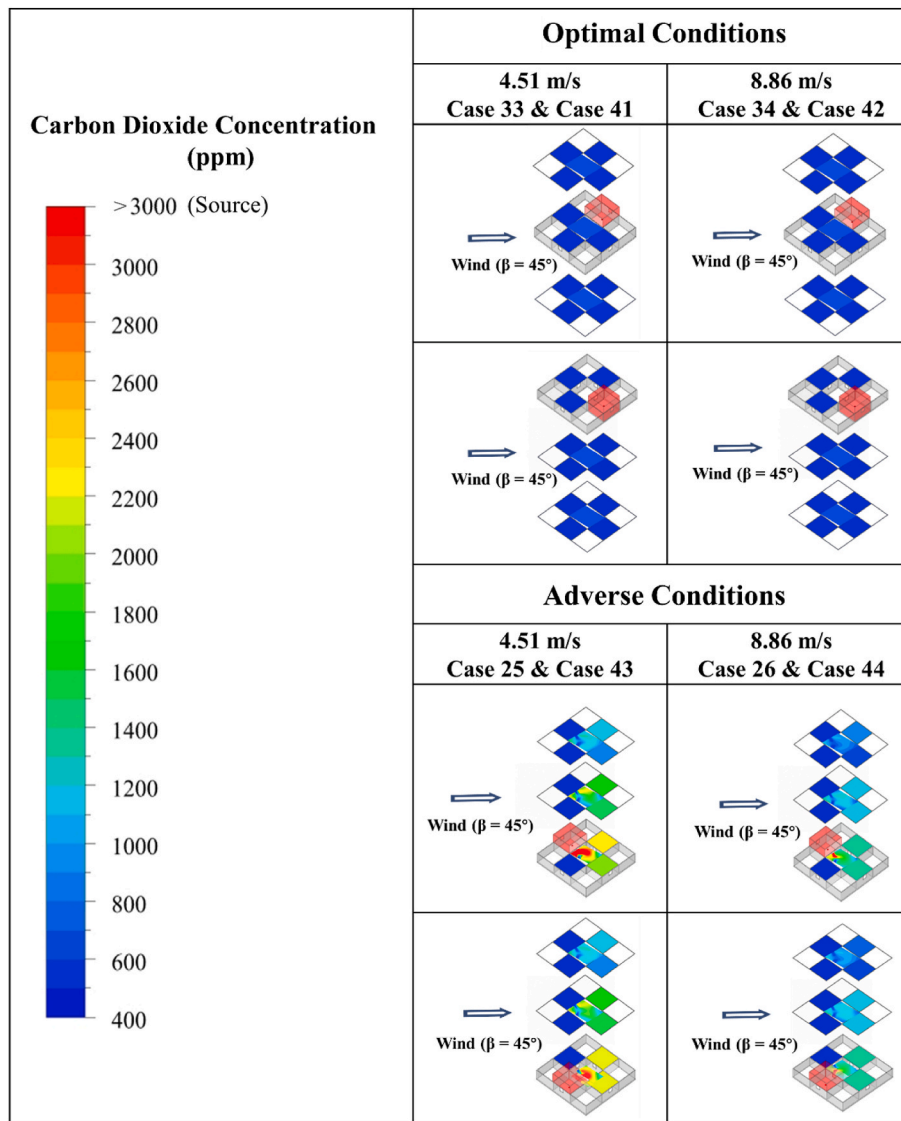 Carbon Dioxide Concentration
(ppm)
>3000 (Source)
3000
2800
2600
2400
2200
2000
1800
1600
1400
1200
1000
800
600
400
Optimal Conditions
4.51 m/s
Case 33 & Case 41
8.86 m/s
Case 34 & Case 42
Wind (β = 45°)
Wind (β = 45°)
Wind (β = 45°)
Wind (β = 45°)
Adverse Conditions
4.51 m/s
Case 25 & Case 43
8.86 m/s
Case 26 & Case 44
Wind (β = 45°)
Wind (β = 45°)
Wind (β = 45°)
Wind (β = 45°)